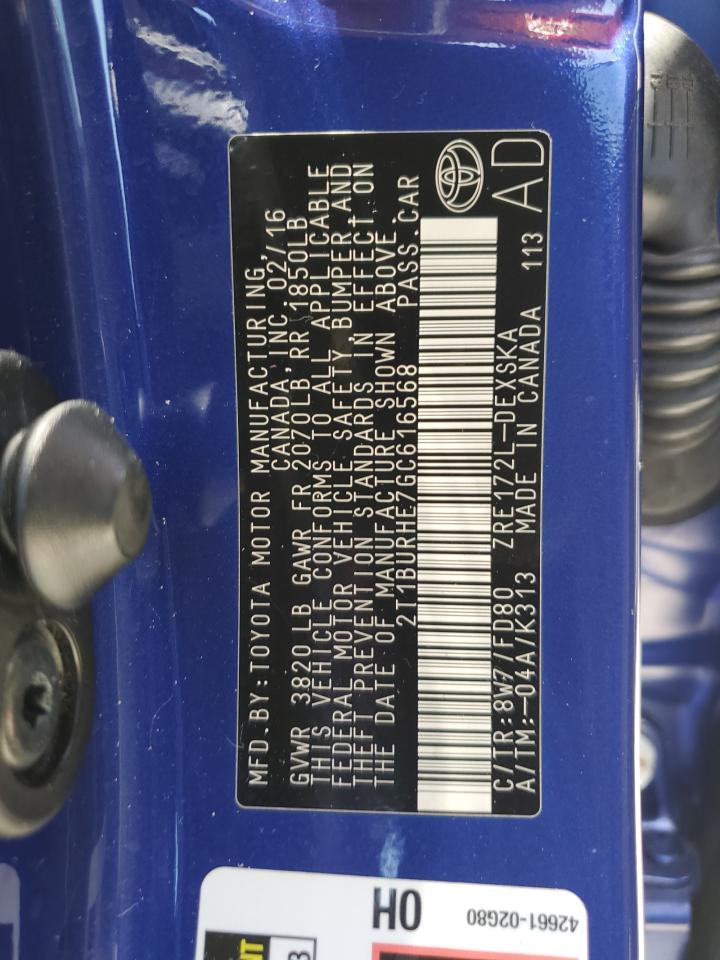 MFD.BY:TOYOTA MOTOR MANUFACTURING
CANADA, INC. 02/16
GVWR 3820LB GAWR FR 2070LB RR 1850LB
THIS VEHICLE CONFORMS TO ALL APPLICABLE
FEDERAL MOTOR VEHICLE SAFETY, BUMPER,AND
THEFT PREVENTION STANDARDS IN EFFECT ON
THE DATE OF MANUFACTURE SHOWN ABOVE.
2T1BURHE7GC616568 PASS.CAR
C/TR:8W7/FD80 ZRE172L-DEXSKA
A/TM:-04A/K313 MADE IN CANADA 113 AD
OH
42661-02G80